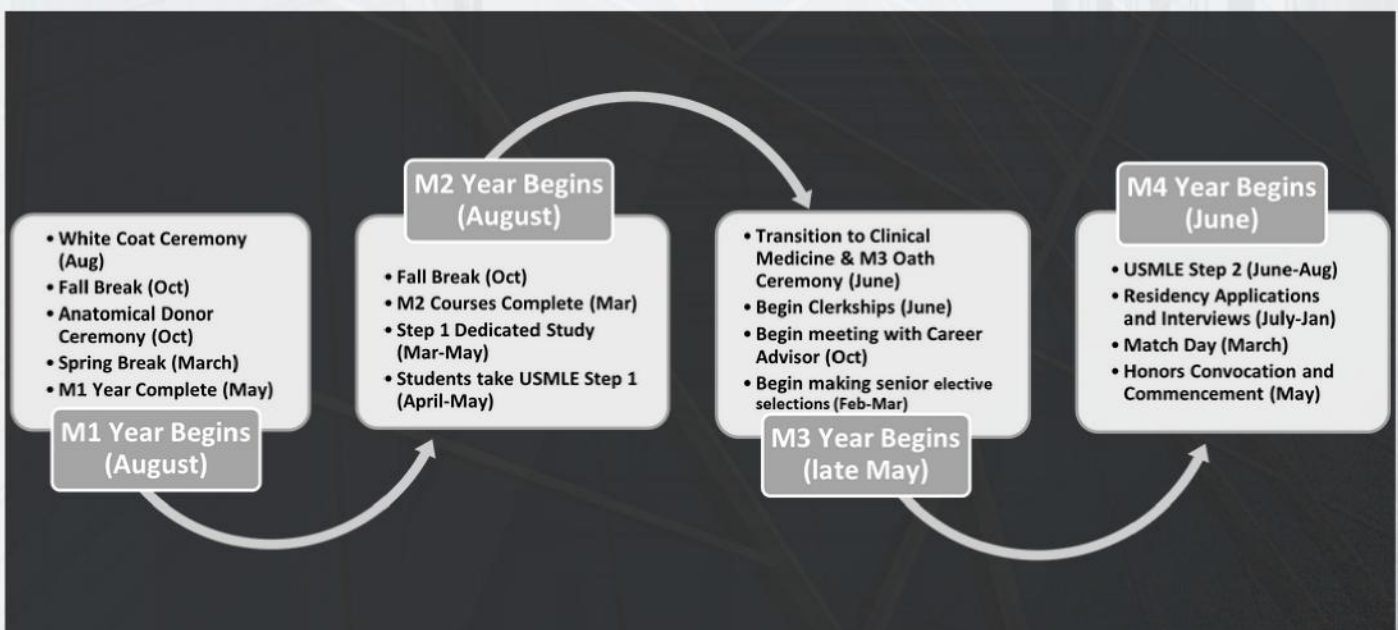 • White Coat Ceremony
(Aug)
• Fall Break (Oct)
• Anatomical Donor
Ceremony (Oct)
• Spring Break (March)
• M1 Year Complete (May)
M1 Year Begins
(August)
M2 Year Begins
(August)
• Fall Break (Oct)
• M2 Courses Complete (Mar)
• Step 1 Dedicated Study
(Mar-May)
• Students take USMLE Step 1
(April-May)
• Transition to Clinical
Medicine & M3 Oath
Ceremony (June)
• Begin Clerkships (June)
• Begin meeting with Career
Advisor (Oct)
• Begin making senior elective
selections (Feb-Mar)
M3 Year Begins
(late May)
M4 Year Begins
(June)
• USMLE Step 2 (June-Aug)
• Residency Applications
and Interviews (July-Jan)
• Match Day (March)
• Honors Convocation and
Commencement (May)